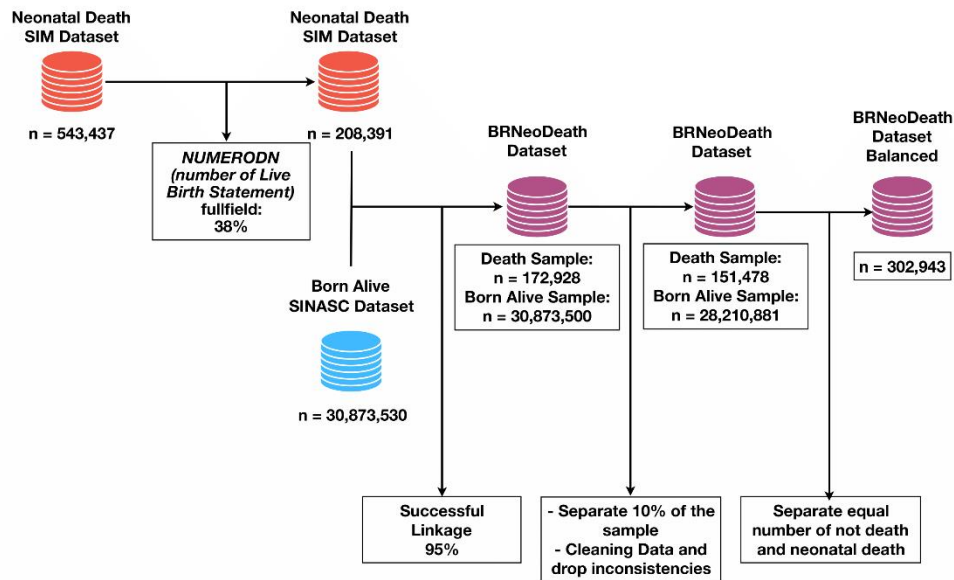 Neonatal Death
SIM Dataset
n = 543,437
Neonatal Death
SIM Dataset
n = 208,391
NUMERODN
(number of Live
Birth Statement)
fullfield:
38%
Born Alive
SINASC Dataset
n = 30,873,530
BRNeoDeath
Dataset
Death Sample:
n = 172,928
Born Alive Sample:
n = 30,873,500
BRNeoDeath
Dataset
Death Sample:
n = 151,478
Born Alive Sample:
n = 28,210,881
BRNeoDeath
Dataset
Balanced
n = 302,943
Successful
Linkage
95%
- Separate 10% of the
sample
- Cleaning Data and
drop inconsistencies
Separate equal
number of not death
and neonatal death